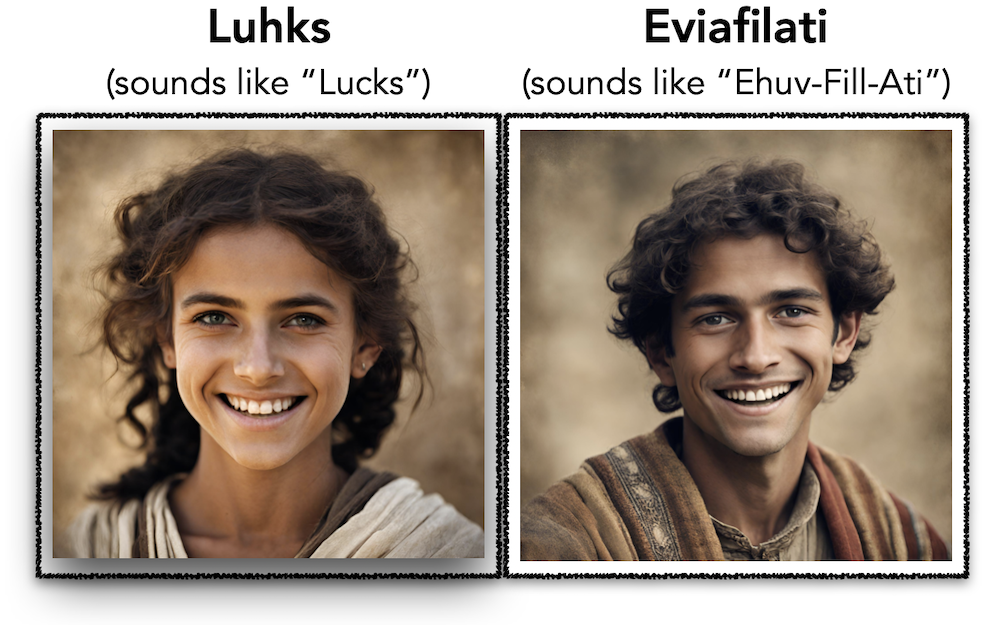 Luhks
(sounds like “Lucks”)
Eviafilati
(sounds like “Ehuv-Fill-Ati”)